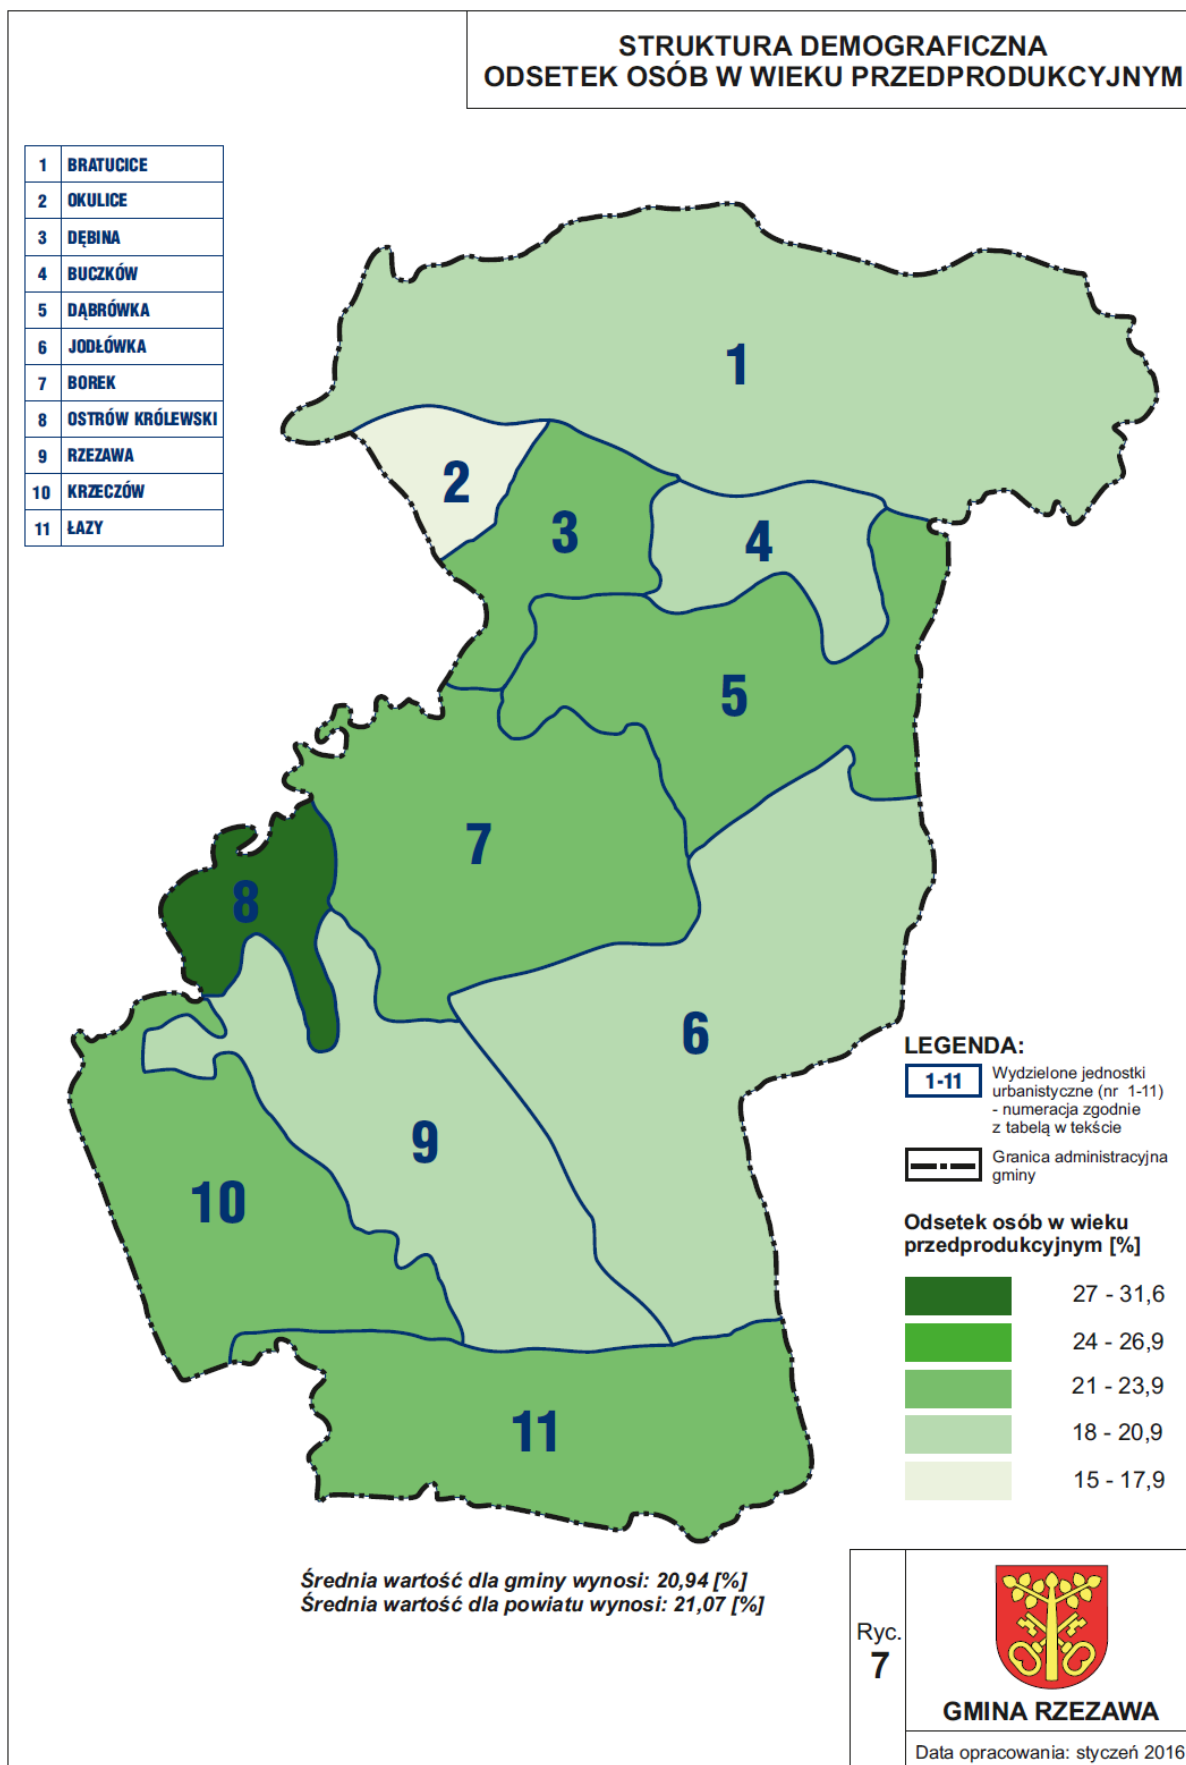 STRUKTURA DEMOGRAFICZNA
ODSETEK OSÓB W WIEKU PRZEDPRODUKCYJNYM
1 BRATUCICE
2 OKULICE
3 DĘBINA
4 BUCZKÓW
5 DĄBRÓWKA
6 JODŁÓWKA
7 BOREK
8 OSTRÓW KRÓLEWSKI
9 RZEZAWA
10 KRZECZÓW
11 ŁAZY
1
2
3
4
5
7
8
6
9
10
11
LEGENDA:
1-11
Wydzielone jednostki
urbanistyczne (nr 1-11)
- numeracja zgodnie
z tabelą w tekście
Granica administracyjna
gminy
Odsetek osób w wieku
przedprodukcyjnym [%]
27 - 31,6
24 - 26,9
21 - 23,9
18 - 20,9
15 - 17,9
Średnia wartość dla gminy wynosi: 20,94 [%]
Średnia wartość dla powiatu wynosi: 21,07 [%]
Ryc.
7
GMINA RZEZAWA
Data opracowania: styczeń 2016